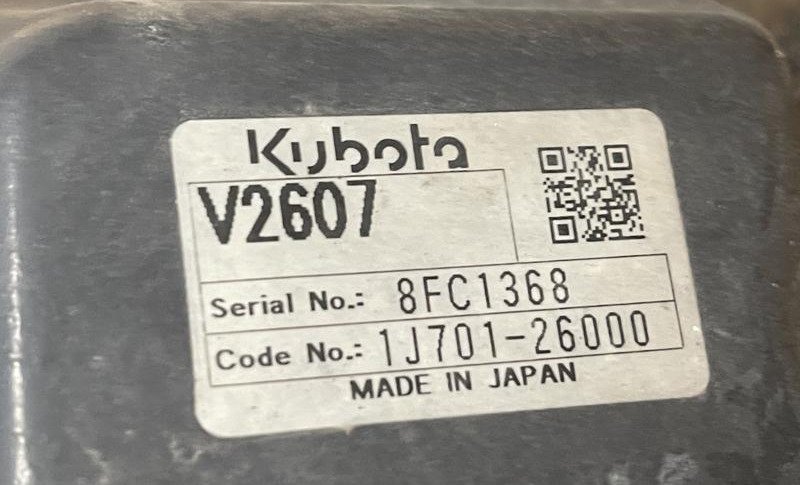 Kubota
V2607
Serial No.: 8FC1368
Code No.: 1J701-26000
MADE IN JAPAN